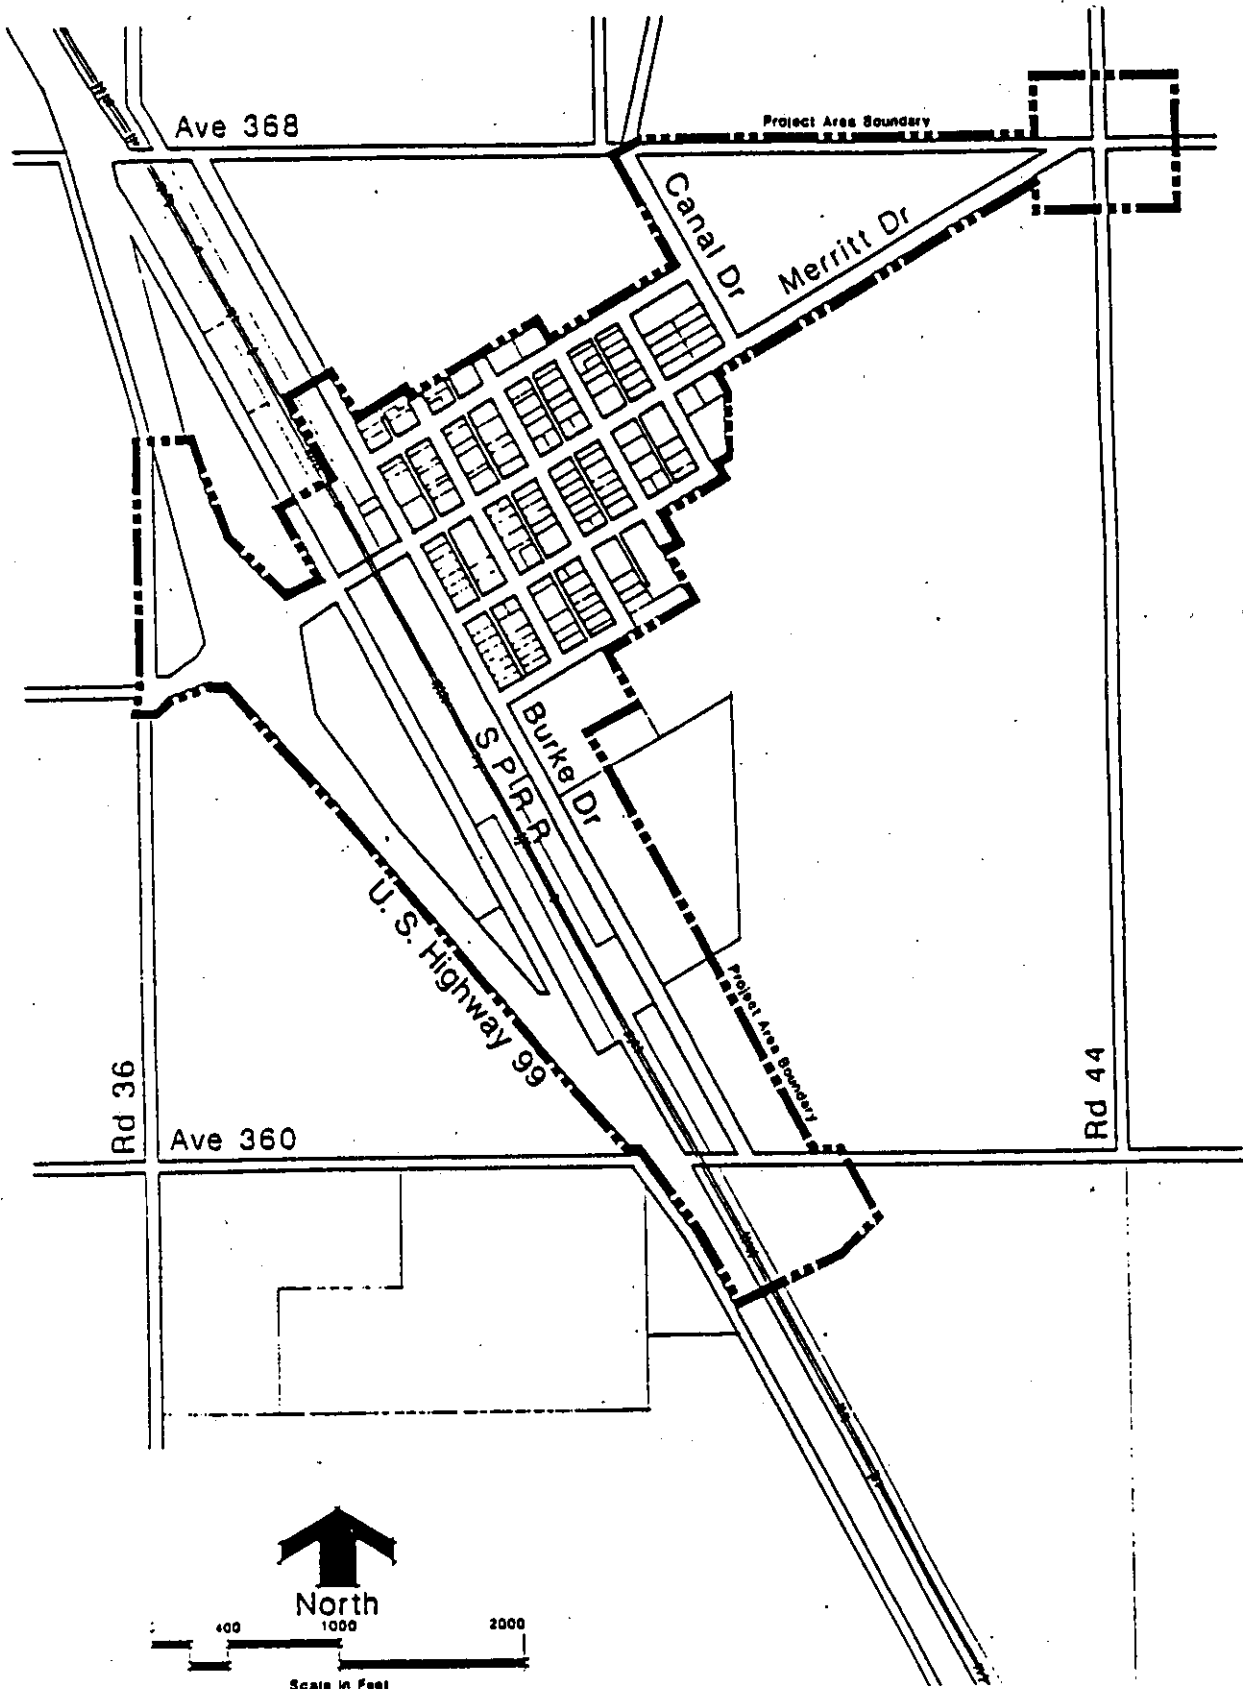 Ave 368
Project Area Boundary
Canal Dr
Merritt Dr
Burke Dr
S P R R
U. S. Highway 99
Project Area Boundary
Rd 36
Rd 44
Ave 360
North
400 1000 2000
Scale in Feet